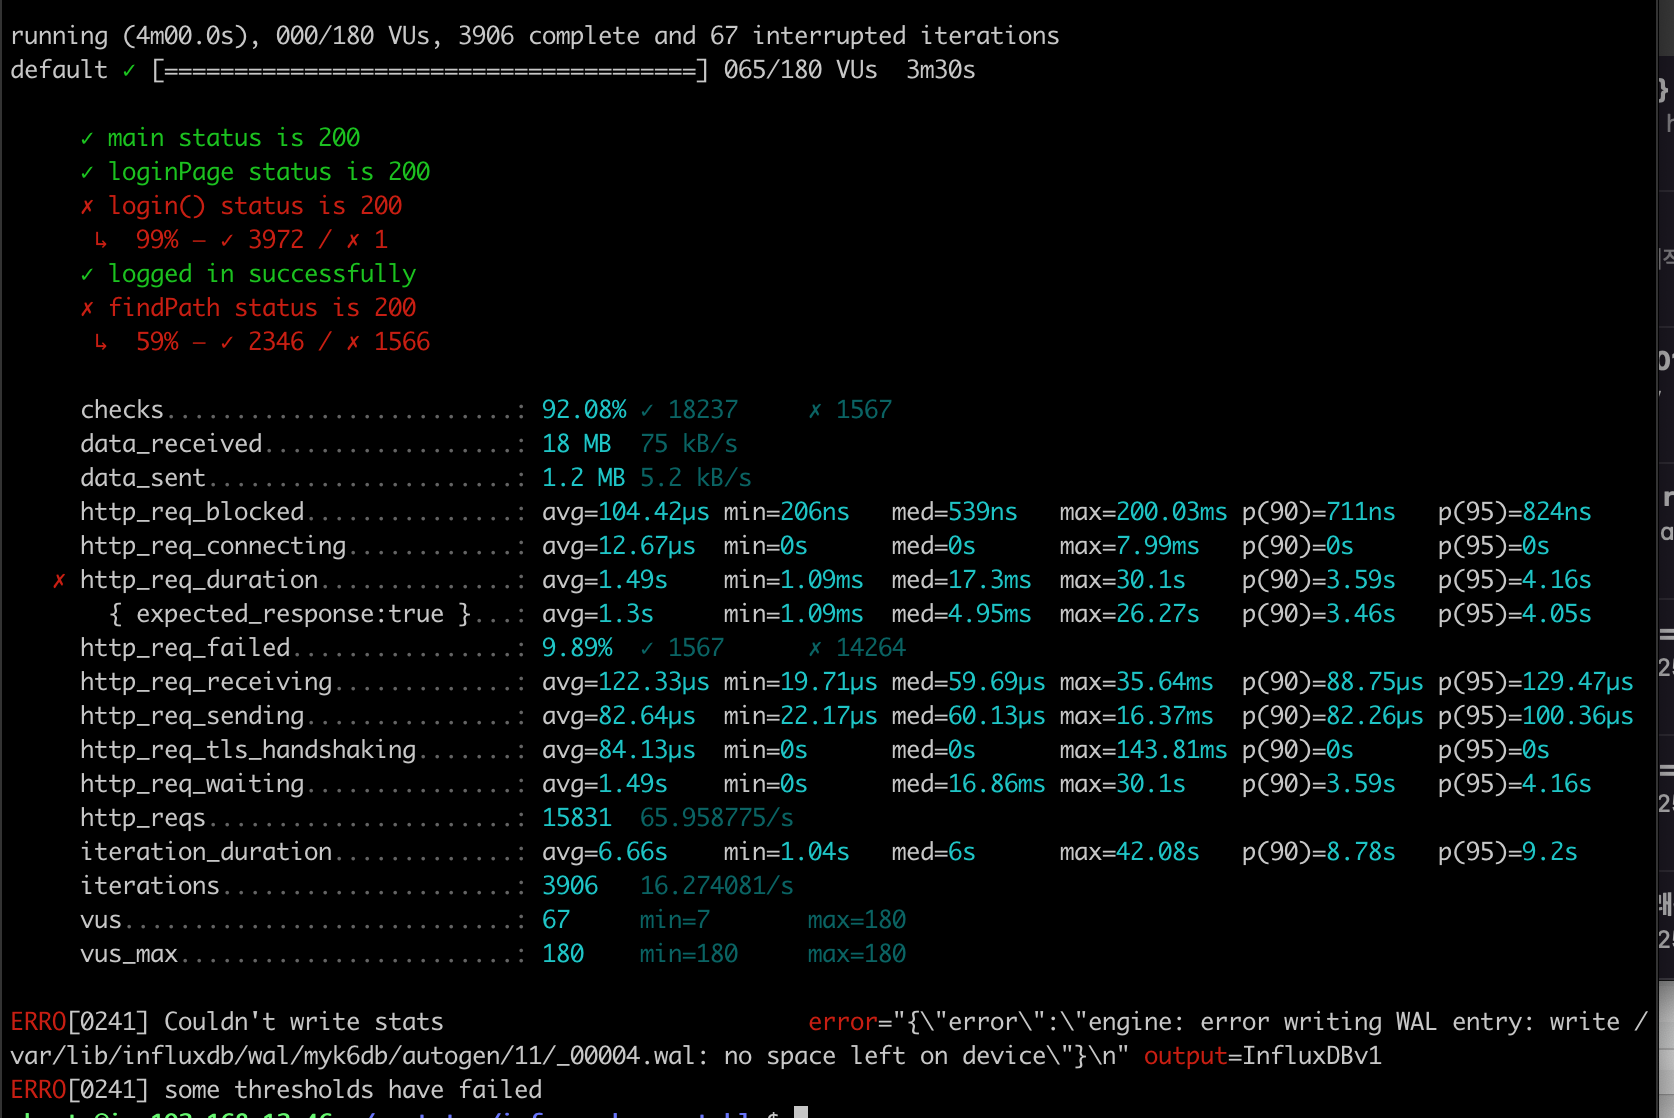 running (4m00.0s), 000/180 VUs, 3906 complete and 67 interrupted iterations
default ✓ [======================================] 065/180 VUs  3m30s
✓ main status is 200
✓ loginPage status is 200
✗ login() status is 200
↳  99% — ✓ 3972 / ✗ 1
✓ logged in successfully
✗ findPath status is 200
↳  59% — ✓ 2346 / ✗ 1566
checks.........................: 92.08% ✓ 18237     ✗ 1567
data_received..................: 18 MB  75 kB/s
data_sent......................: 1.2 MB 5.2 kB/s
http_req_blocked...............: avg=104.42µs min=206ns   med=539ns   max=200.03ms p(90)=711ns   p(95)=824ns
http_req_connecting............: avg=12.67µs  min=0s      med=0s      max=7.99ms   p(90)=0s      p(95)=0s
✗ http_req_duration..............: avg=1.49s    min=1.09ms  med=17.3ms  max=30.1s    p(90)=3.59s   p(95)=4.16s
{ expected_response:true }...: avg=1.3s     min=1.09ms  med=4.95ms  max=26.27s   p(90)=3.46s   p(95)=4.05s
http_req_failed................: 9.89%  ✓ 1567      ✗ 14264
http_req_receiving.............: avg=122.33µs min=19.71µs med=59.69µs max=35.64ms  p(90)=88.75µs p(95)=129.47µs
http_req_sending...............: avg=82.64µs  min=22.17µs med=60.13µs max=16.37ms  p(90)=82.26µs p(95)=100.36µs
http_req_tls_handshaking.......: avg=84.13µs  min=0s      med=0s      max=143.81ms p(90)=0s      p(95)=0s
http_req_waiting...............: avg=1.49s    min=0s      med=16.86ms max=30.1s    p(90)=3.59s   p(95)=4.16s
http_reqs......................: 15831  65.958775/s
iteration_duration.............: avg=6.66s    min=1.04s   med=6s      max=42.08s   p(90)=8.78s   p(95)=9.2s
iterations.....................: 3906   16.274081/s
vus............................: 67     min=7       max=180
vus_max........................: 180    min=180     max=180
ERRO[0241] Couldn't write stats                          error="{\"error\":\"engine: error writing WAL entry: write /
var/lib/influxdb/wal/myk6db/autogen/11/_00004.wal: no space left on device\"}\n" output=InfluxDBv1
ERRO[0241] some thresholds have failed